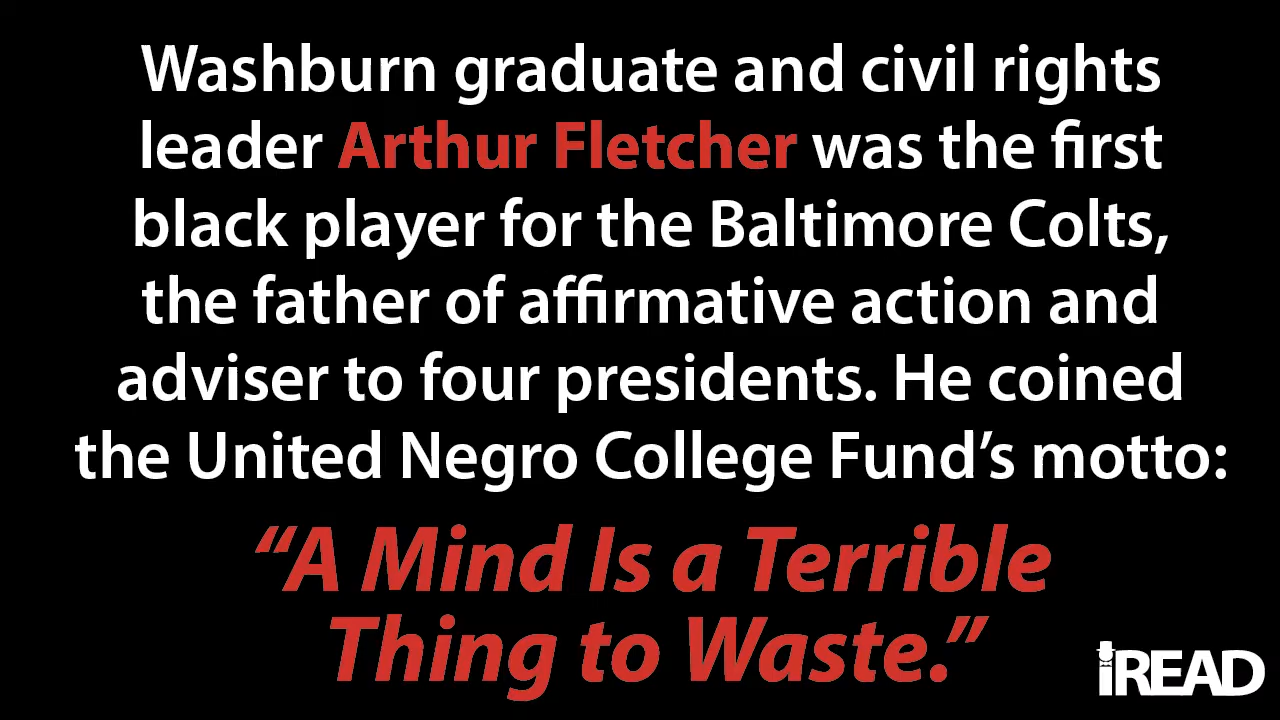 Washburn graduate and civil rights
leader Arthur Fletcher was the first
black player for the Baltimore Colts,
the father of affirmative action and
adviser to four presidents. He coined
the United Negro College Fund’s motto:
“A Mind Is a Terrible
Thing to Waste.”
iREAD